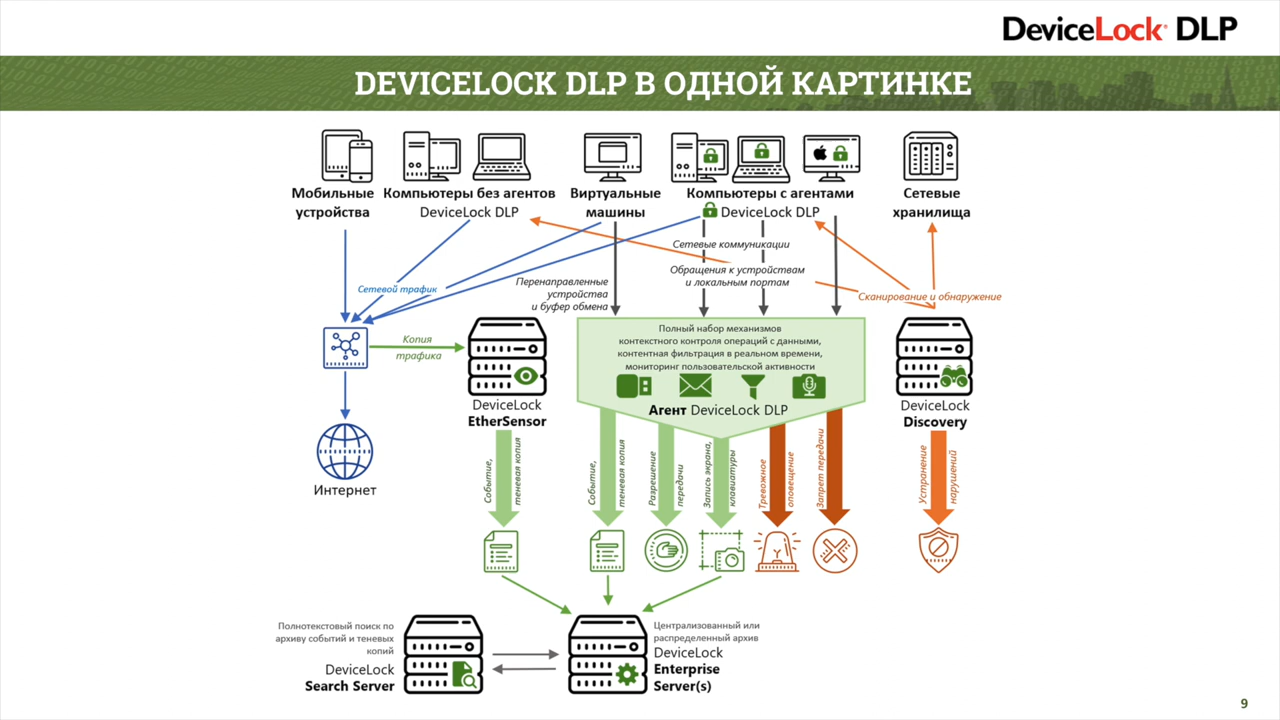 DeviceLock® DLP
DEVICELOCK DLP В ОДНОЙ КАРТИНКЕ
Мобильные
устройства
Компьютеры без агентов
DeviceLock DLP
Виртуальные
машины
Компьютеры с агентами
DeviceLock DLP
Сетевые
хранилища
Сетевой трафик
Перенаправленные
устройства
и буфер обмена
Сетевые коммуникации
Обращения к устройствам
и локальным портам
Сканирование и обнаружение
Копия
трафика
Интернет
DeviceLock
EtherSensor
Полный набор механизмов
контекстного контроля операций с данными,
контентная фильтрация в реальном времени,
мониторинг пользовательской активности
Агент DeviceLock DLP
DeviceLock
Discovery
Событие,
теневая копия
Событие,
теневая копия
Разрешение
передачи
Запись экрана,
клавиатуры
Тревожное
оповещение
Запрет передачи
Устранение
нарушений
Полнотекстовый поиск по
архиву событий и теневых
копий
DeviceLock
Search Server
Централизованный или
распределенный архив
DeviceLock
Enterprise
Server(s)
9